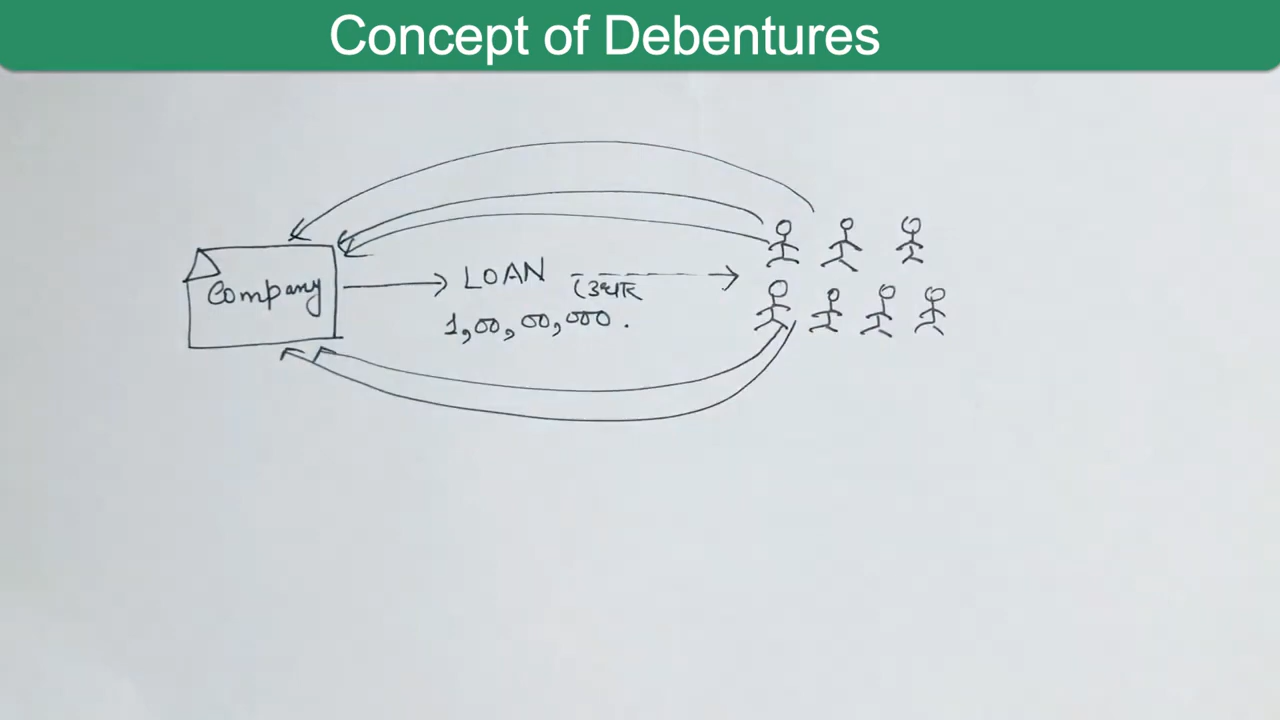 Concept of Debentures
Company
LOAN
उधार
1,00,00,000.